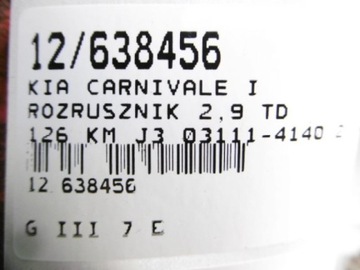 12/638456
KIA CARNIVALE I
ROZRUSZNIK 2,9 TD
126 KM J3 03111-4140
12 638456
G III 7 E